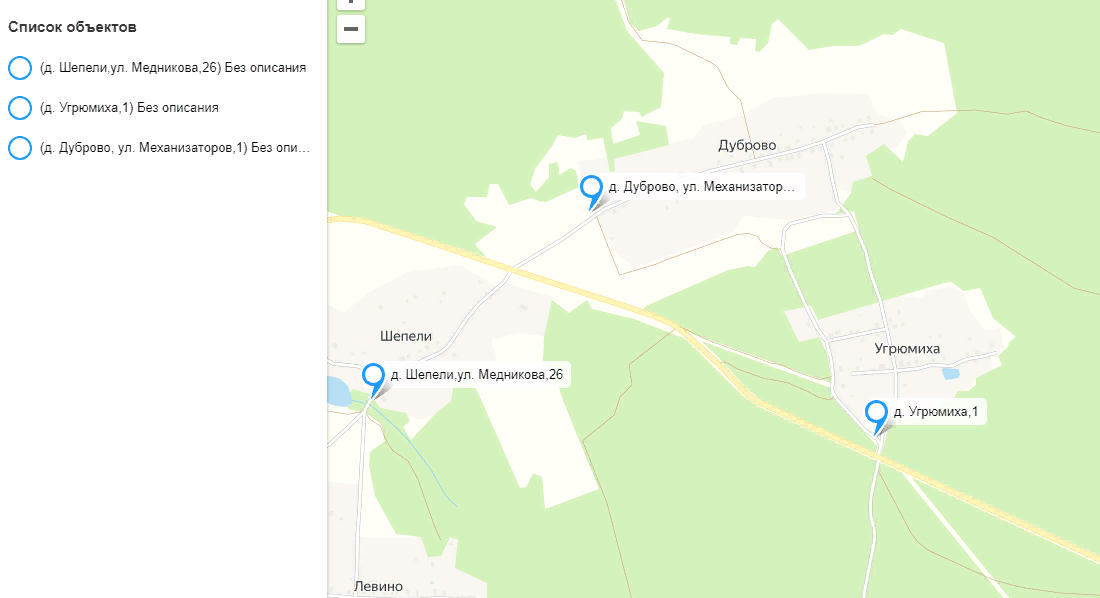 Список объектов
(д. Шепели,ул. Медникова,26) Без описания
(д. Угрюмиха,1) Без описания
(д. Дуброво, ул. Механизаторов,1) Без опи…
Дуброво
д. Дуброво, ул. Механизатор…
Шепели
Угрюмиха
д. Шепели,ул. Медникова,26
д. Угрюмиха,1
Левино